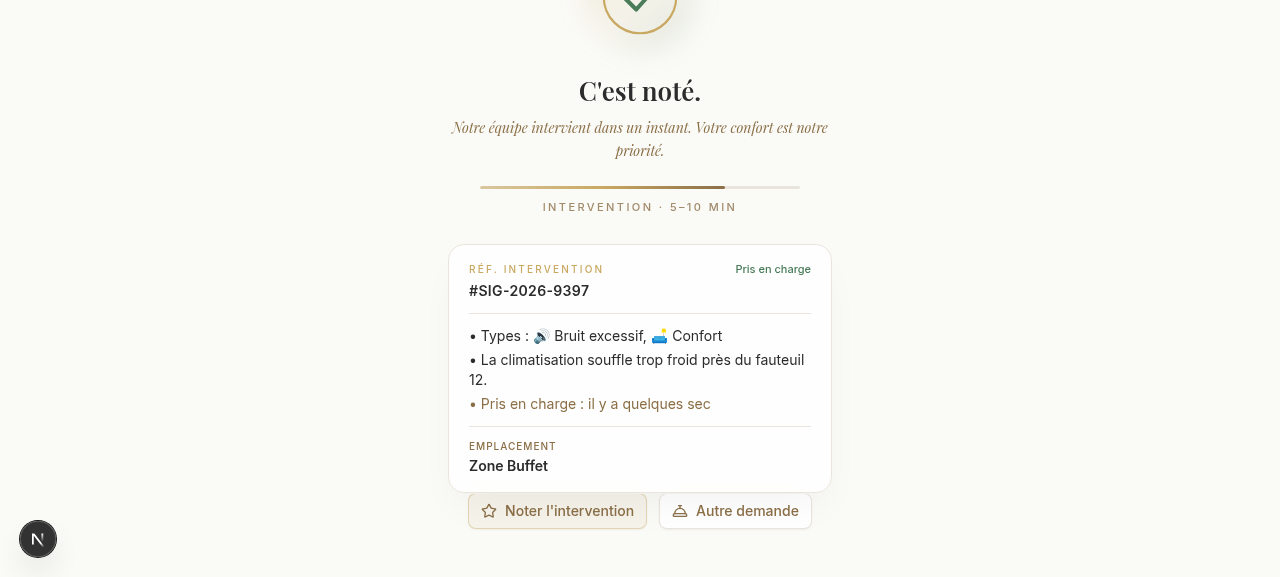 C'est noté.
Notre équipe intervient dans un instant. Votre confort est notre
priorité.
INTERVENTION · 5–10 MIN
RÉF. INTERVENTION
Pris en charge
#SIG-2026-9397
• Types : 🔊 Bruit excessif, 🛋️ Confort
• La climatisation souffle trop froid près du fauteuil
12.
• Pris en charge : il y a quelques sec
EMPLACEMENT
Zone Buffet
Noter l'intervention
Autre demande
N